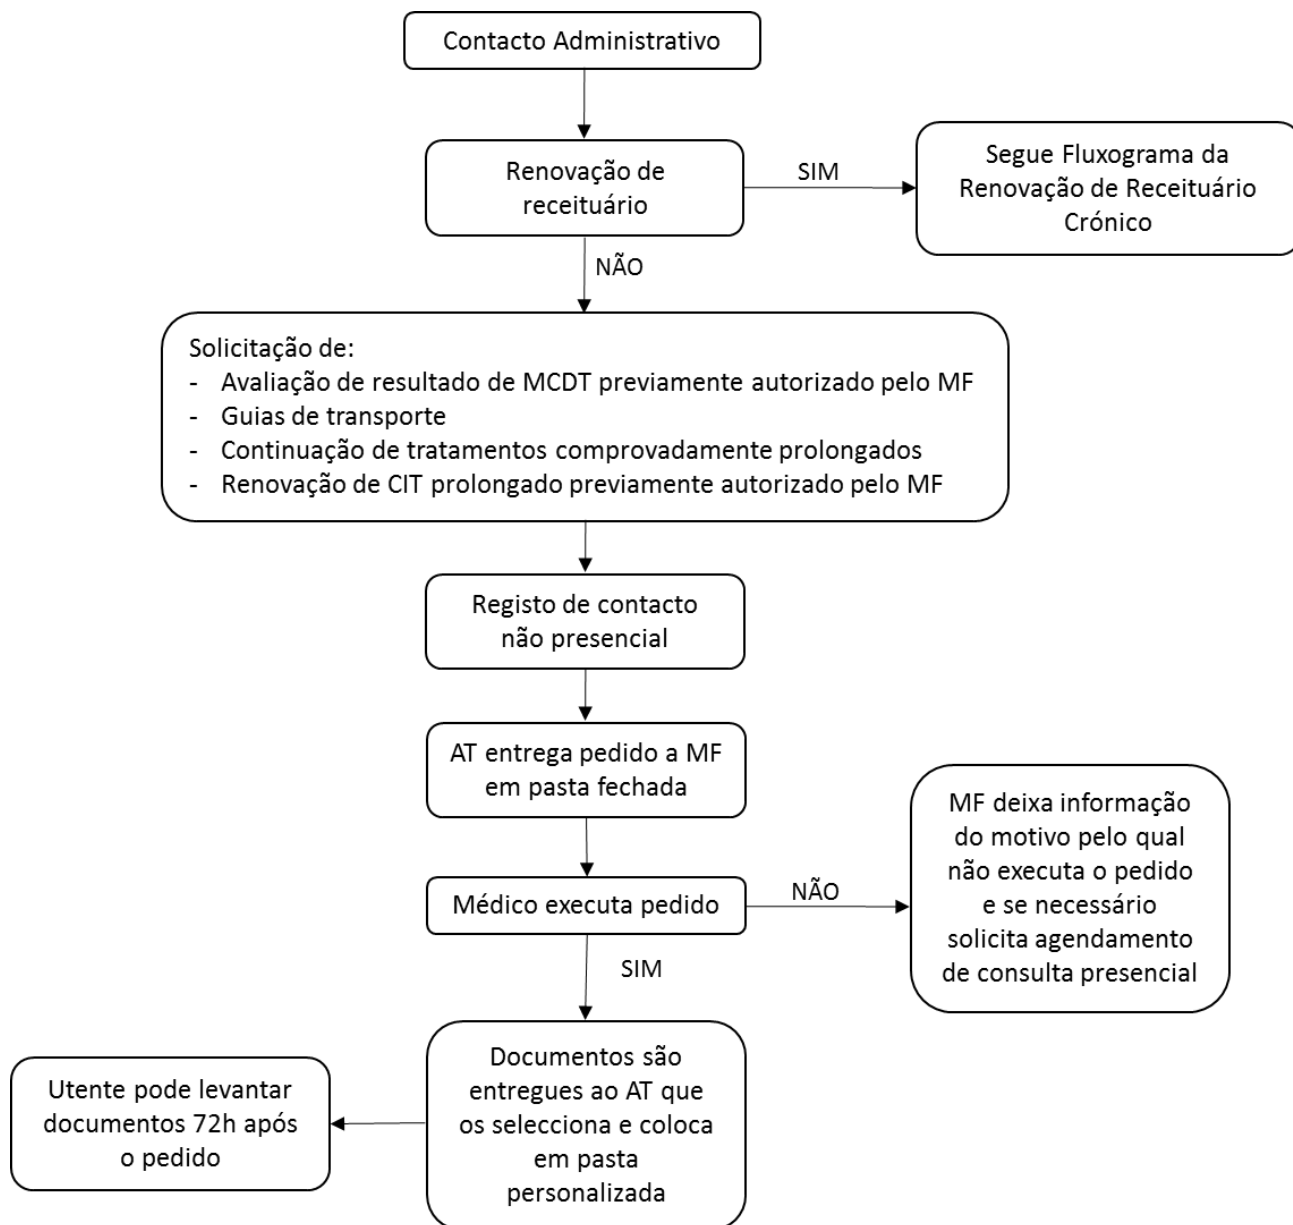 Contacto Administrativo
Renovação de
receituário
SIM
Segue Fluxograma da
Renovação de Receituário
Crónico
NÃO
Solicitação de:
- Avaliação de resultado de MCDT previamente autorizado pelo MF
- Guias de transporte
- Continuação de tratamentos comprovadamente prolongados
- Renovação de CIT prolongado previamente autorizado pelo MF
Registo de contacto
não presencial
AT entrega pedido a MF
em pasta fechada
Médico executa pedido
NÃO
MF deixa informação
do motivo pelo qual
não executa o pedido
e se necessário
solicita agendamento
de consulta presencial
SIM
Documentos são
entregues ao AT que
os selecciona e coloca
em pasta
personalizada
Utente pode levantar
documentos 72h após
o pedido